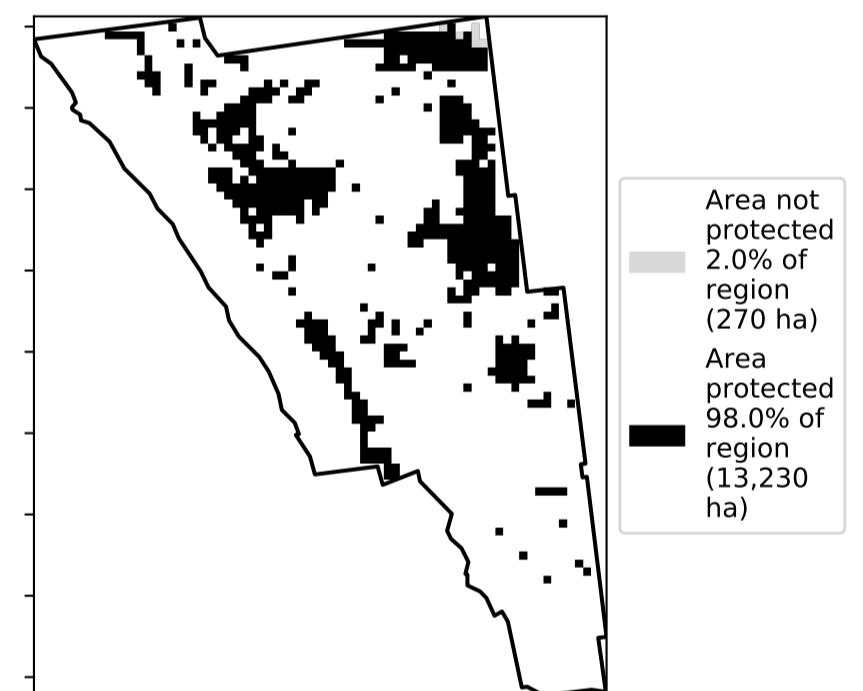 Area not
protected
2.0% of
region
(270 ha)
Area
protected
98.0% of
region
(13,230
ha)